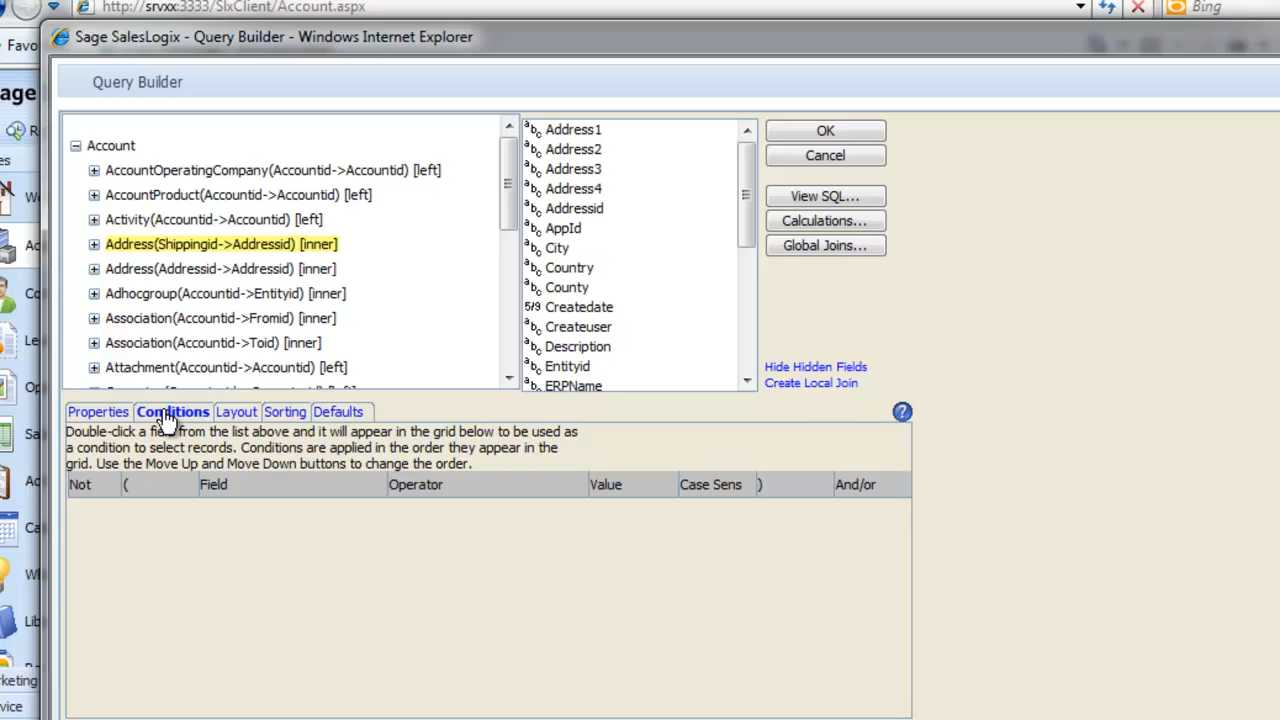 http://srvxx:3333/SlxClient/Account.aspx
Bing
Favo
Sage SalesLogix - Query Builder - Windows Internet Explorer
age
Query Builder
Account
AccountOperatingCompany(Accountid->Accountid) [left]
AccountProduct(Accountid->Accountid) [left]
Activity(Accountid->Accountid) [left]
Address(Shippingid->Addressid) [inner]
Address(Addressid->Addressid) [inner]
Adhocgroup(Accountid->Entityid) [inner]
Association(Accountid->Fromid) [inner]
Association(Accountid->Toid) [inner]
Attachment(Accountid->Accountid) [left]
Address1
Address2
Address3
Address4
Addressid
AppId
City
Country
County
Createdate
Createuser
Description
Entityid
ERPName
OK
Cancel
View SQL...
Calculations...
Global Joins...
Hide Hidden Fields
Create Local Join
Properties Conditions Layout Sorting Defaults
?
Double-click a field from the list above and it will appear in the grid below to be used as
a condition to select records. Conditions are applied in the order they appear in the
grid. Use the Move Up and Move Down buttons to change the order.
Not ( Field Operator Value Case Sens ) And/or
rketing
vice